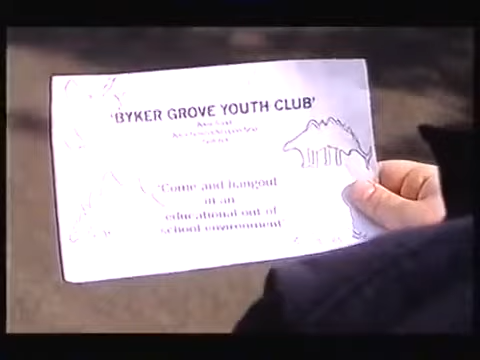 'BYKER GROVE YOUTH CLUB'
'Come and hangout
in an
educational out of
school environment'